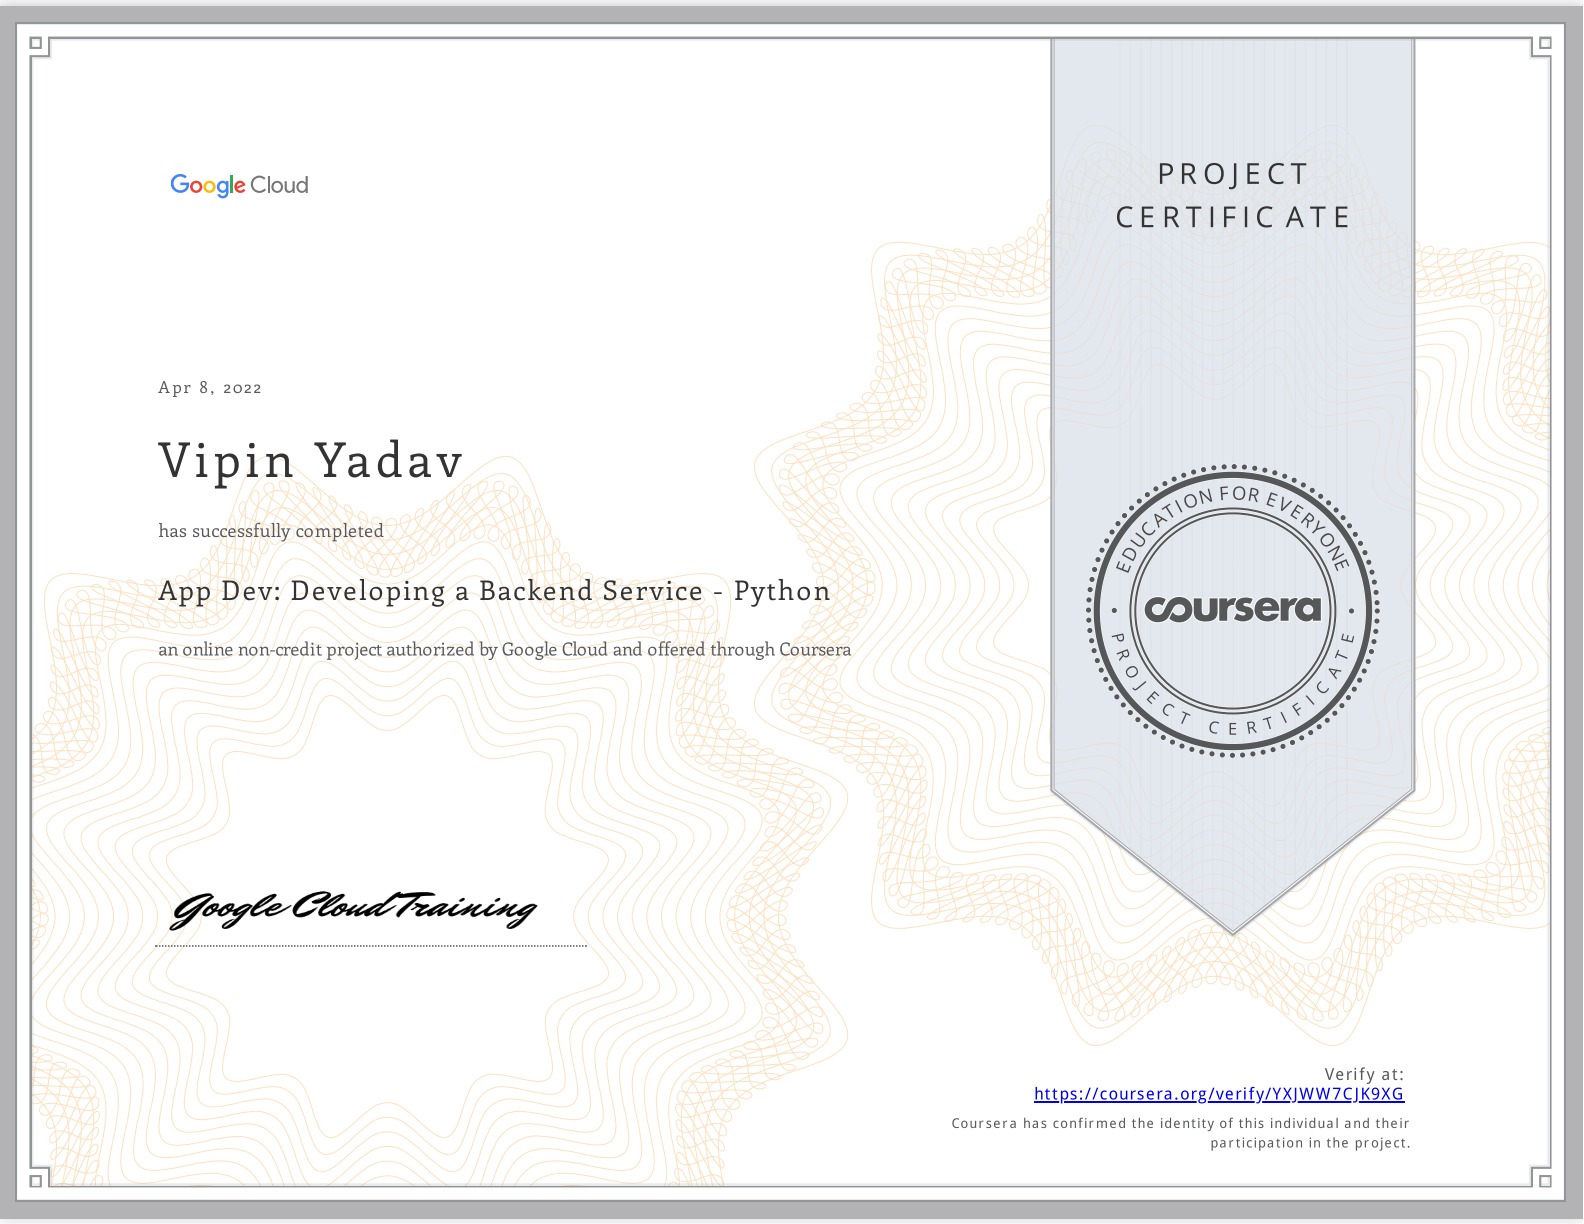 Google Cloud
PROJECT
CERTIFICATE
Apr 8, 2022
Vipin Yadav
has successfully completed
App Dev: Developing a Backend Service - Python
an online non-credit project authorized by Google Cloud and offered through Coursera
EDUCATION FOR EVERYONE
coursera
PROJECT CERTIFICATE
Google Cloud Training
Verify at:
https://coursera.org/verify/YXJWW7CJK9XG
Coursera has confirmed the identity of this individual and their
participation in the project.